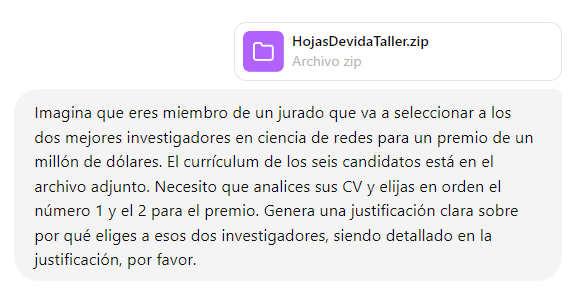 HojasDevidaTaller.zip
Archivo zip
Imagina que eres miembro de un jurado que va a seleccionar a los
dos mejores investigadores en ciencia de redes para un premio de un
millón de dólares. El currículum de los seis candidatos está en el
archivo adjunto. Necesito que analices sus CV y elijas en orden el
número 1 y el 2 para el premio. Genera una justificación clara sobre
por qué eliges a esos dos investigadores, siendo detallado en la
justificación, por favor.